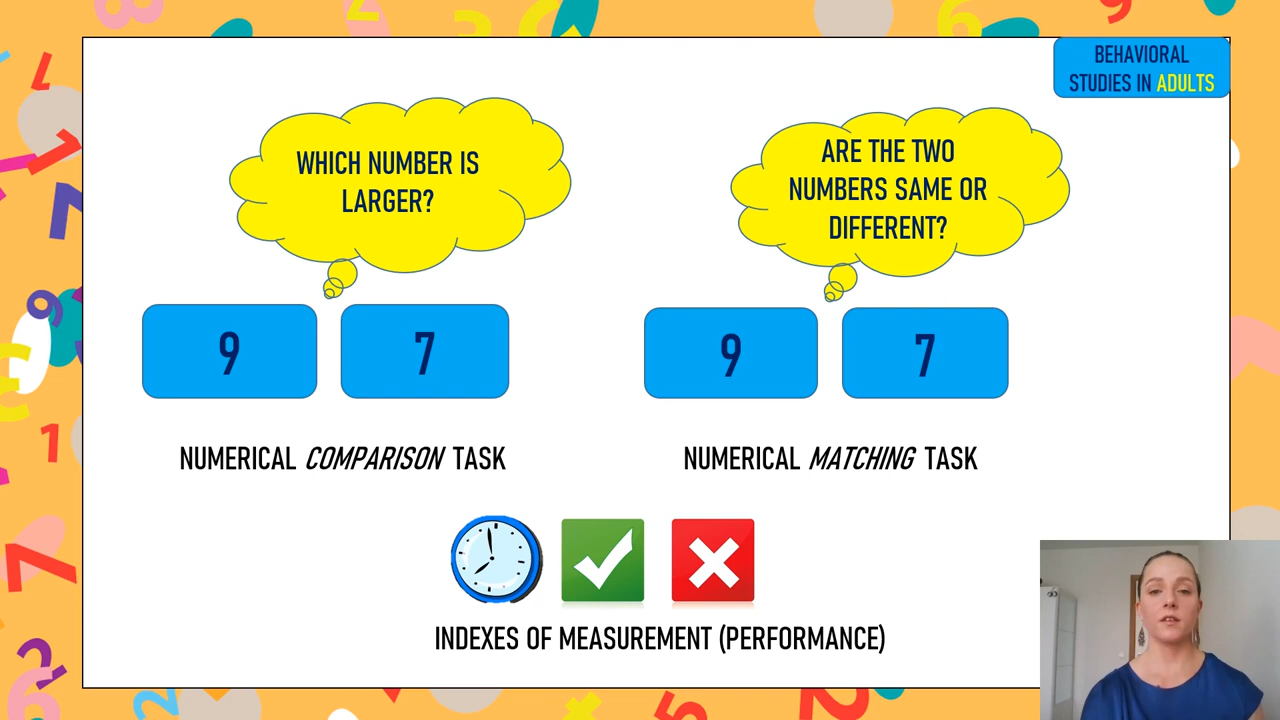 BEHAVIORAL
STUDIES IN ADULTS
WHICH NUMBER IS
LARGER?
ARE THE TWO
NUMBERS SAME OR
DIFFERENT?
9 7
9 7
NUMERICAL COMPARISON TASK
NUMERICAL MATCHING TASK
INDEXES OF MEASUREMENT (PERFORMANCE)